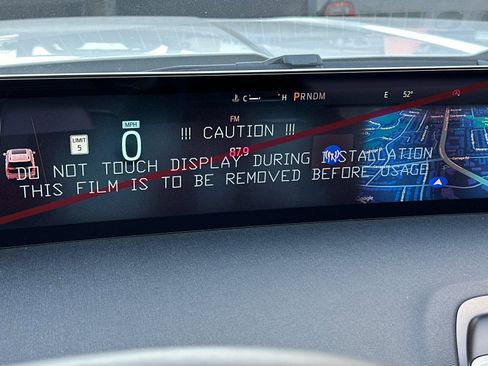 C H PRNDM E 52°
FM
MPH
LIMIT
5
0
!!! CAUTION !!!
87.9
DO NOT TOUCH DISPLAY DURING INSTALLATION
THIS FILM IS TO BE REMOVED BEFORE USAGE
Google